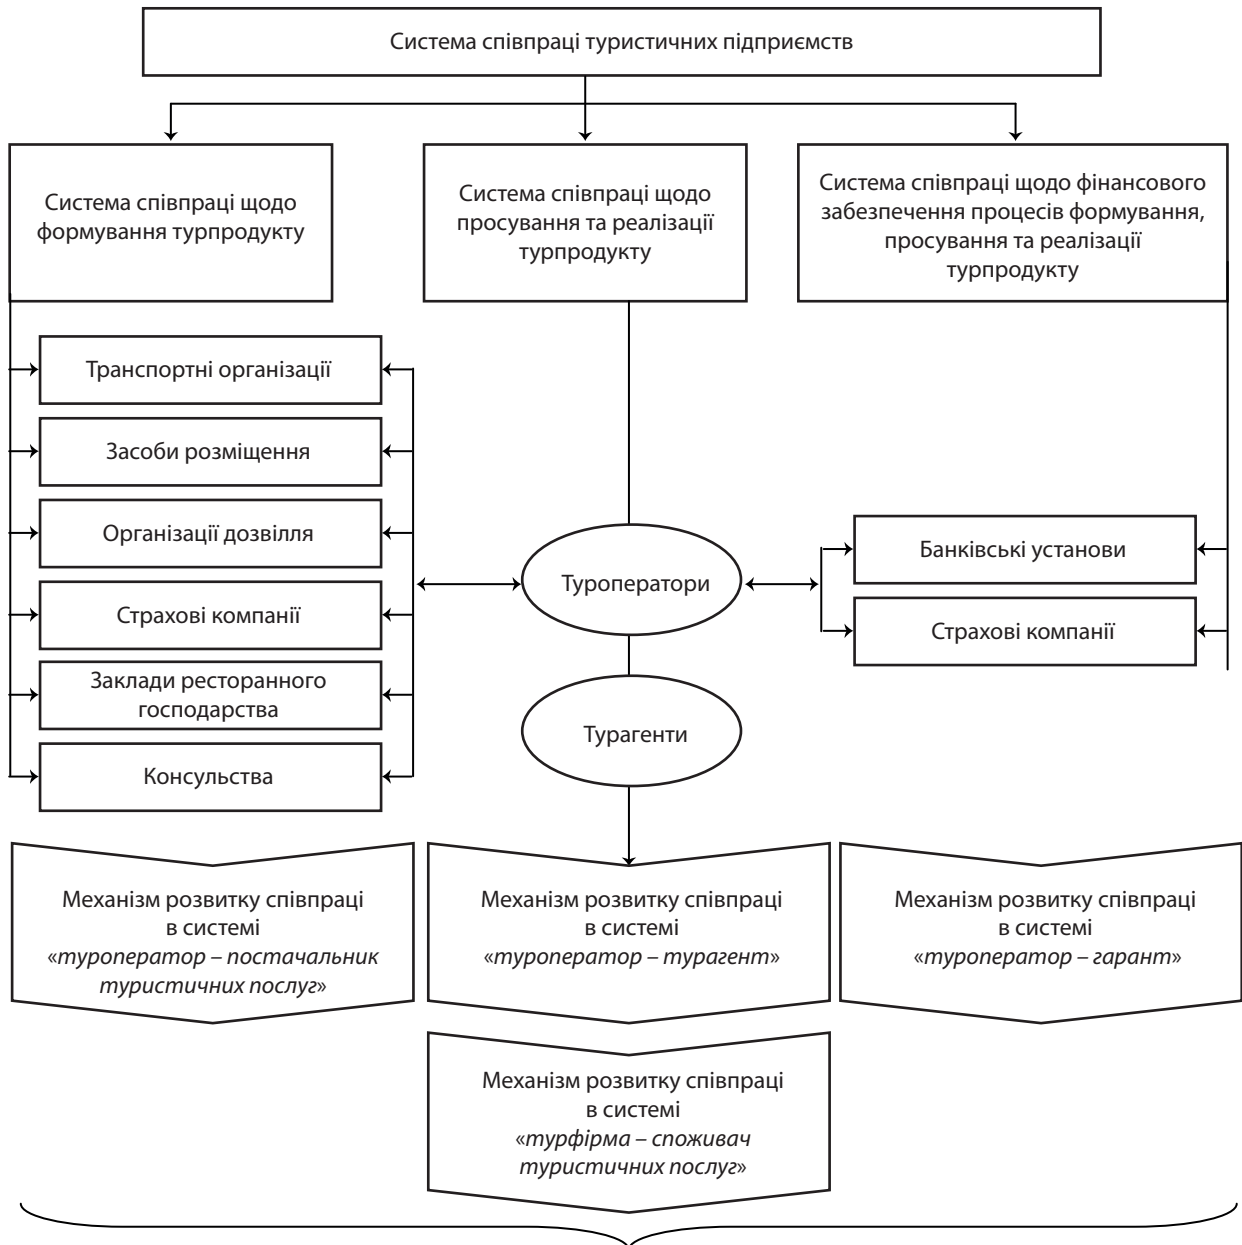 Система співпраці туристичних підприємств
Система співпраці щодо
формування турпродукту
Система співпраці щодо
просування та реалізації
турпродукту
Система співпраці щодо фінансового
забезпечення процесів формування,
просування та реалізації
турпродукту
Транспортні організації
Засоби розміщення
Організації дозвілля
Страхові компанії
Заклади ресторанного
господарства
Консульства
Туроператори
Турагенти
Банківські установи
Страхові компанії
Механізм розвитку співпраці
в системі
«туроператор – постачальник
туристичних послуг»
Механізм розвитку співпраці
в системі
«туроператор – турагент»
Механізм розвитку співпраці
в системі
«туроператор – гарант»
Механізм розвитку співпраці
в системі
«турфірма – споживач
туристичних послуг»